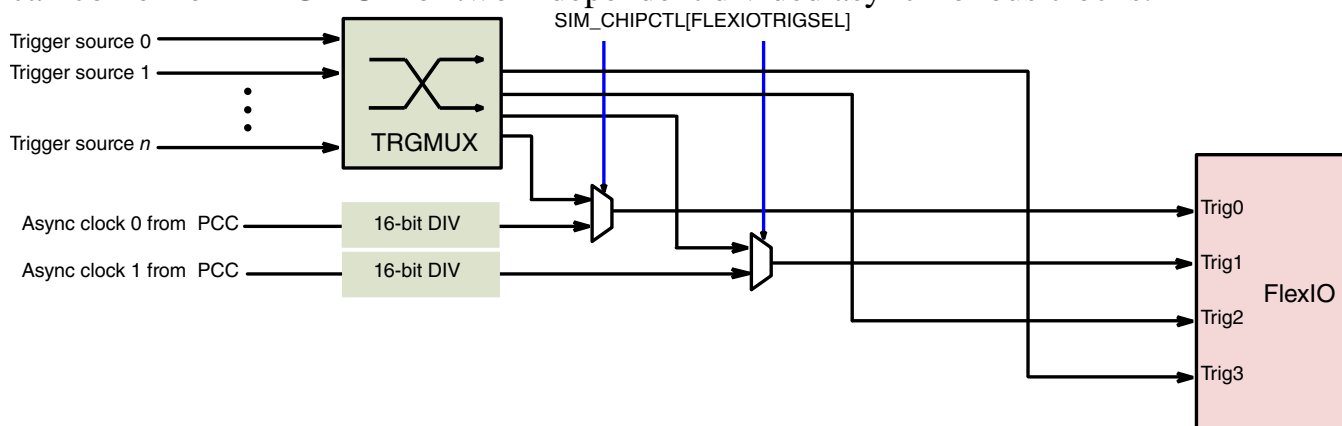 SIM_CHIPCTL[FLEXIOTRIGSEL]
Trigger source 0
Trigger source 1
Trigger source n
TRGMUX
Async clock 0 from PCC
16-bit DIV
Async clock 1 from PCC
16-bit DIV
Trig0
Trig1
FlexIO
Trig2
Trig3